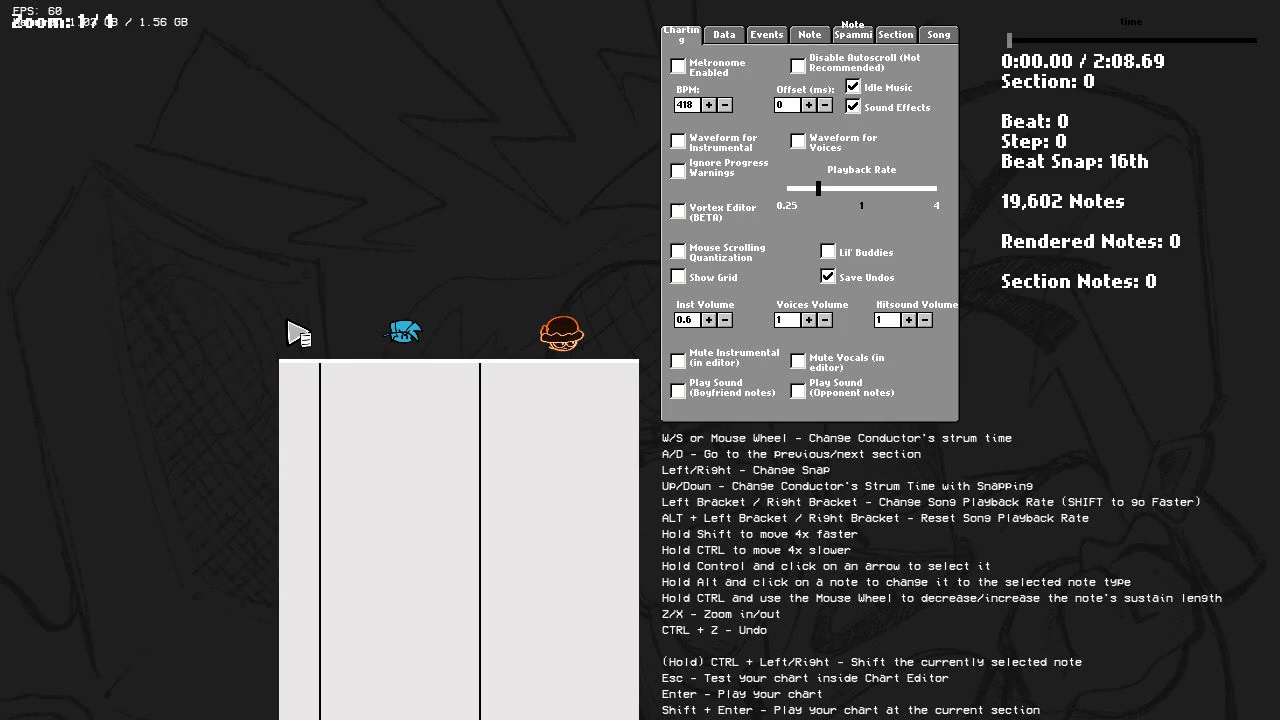 FPS: 60
/ 1.56 GB
Zoom: 1 / 1
Charting
Data
Events
Note
Note Spammi
Section
Song
Metronome
Enabled
Disable Autoscroll (Not
Recommended)
BPM:
418 + -
Offset (ms):
0 + -
Idle Music
Sound Effects
Waveform for
Instrumental
Waveform for
Voices
Ignore Progress
Warnings
Playback Rate
0.25 1 4
Vortex Editor
(BETA)
Mouse Scrolling
Quantization
Lil' Buddies
Show Grid
Save Undos
Inst Volume
0.6 + -
Voices Volume
1 + -
Hitsound Volume
1 + -
Mute Instrumental
(in editor)
Mute Vocals (in
editor)
Play Sound
(Boyfriend notes)
Play Sound
(Opponent notes)
time
0:00.00 / 2:08.69
Section: 0
Beat: 0
Step: 0
Beat Snap: 16th
19,602 Notes
Rendered Notes: 0
Section Notes: 0
W/S or Mouse Wheel - Change Conductor's strum time
A/D - Go to the previous/next section
Left/Right - Change Snap
Up/Down - Change Conductor's Strum Time with Snapping
Left Bracket / Right Bracket - Change Song Playback Rate (SHIFT to go Faster)
ALT + Left Bracket / Right Bracket - Reset Song Playback Rate
Hold Shift to move 4x faster
Hold CTRL to move 4x slower
Hold Control and click on an arrow to select it
Hold Alt and click on a note to change it to the selected note type
Hold CTRL and use the Mouse Wheel to decrease/increase the note's sustain length
Z/X - Zoom in/out
CTRL + Z - Undo
(Hold) CTRL + Left/Right - Shift the currently selected note
Esc - Test your chart inside Chart Editor
Enter - Play your chart
Shift + Enter - Play your chart at the current section